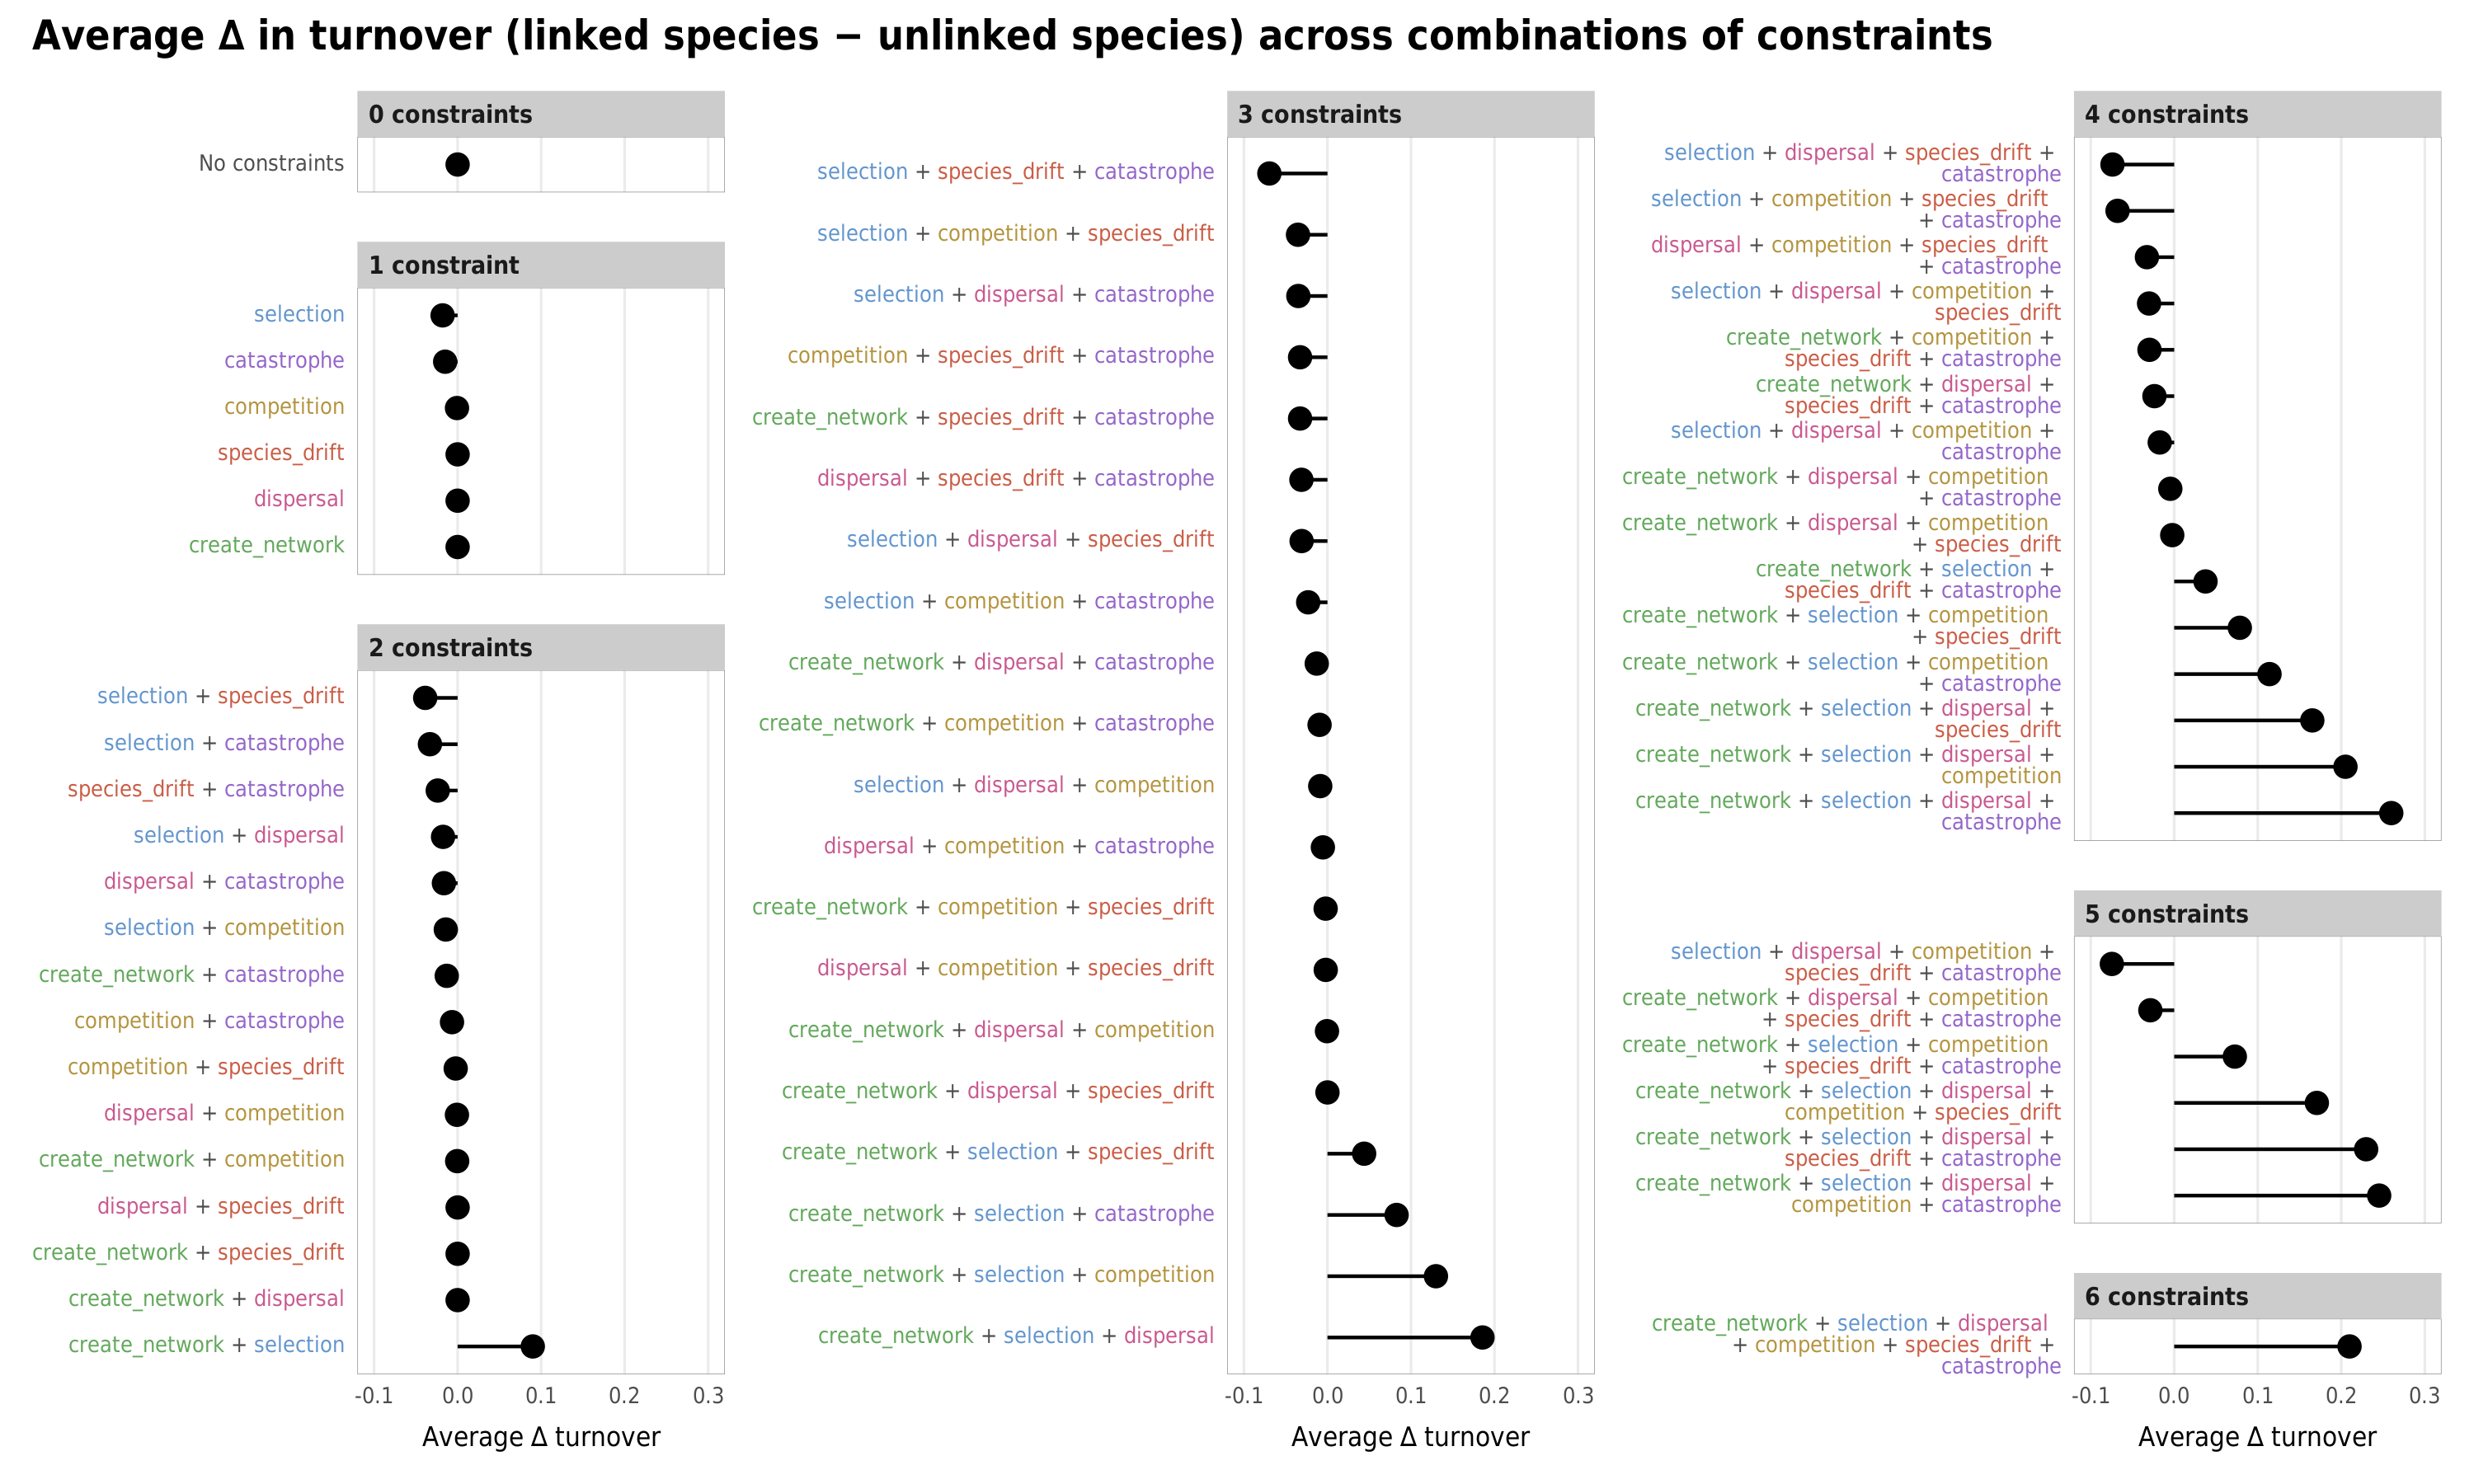 Average Δ in turnover (linked species − unlinked species) across combinations of constraints
0 constraints
No constraints
1 constraint
selection
catastrophe
competition
species_drift
dispersal
create_network
2 constraints
selection + species_drift
selection + catastrophe
species_drift + catastrophe
selection + dispersal
dispersal + catastrophe
selection + competition
create_network + catastrophe
competition + catastrophe
competition + species_drift
dispersal + competition
create_network + competition
dispersal + species_drift
create_network + species_drift
create_network + dispersal
create_network + selection
-0.1 0.0 0.1 0.2 0.3
Average Δ turnover
3 constraints
selection + species_drift + catastrophe
selection + competition + species_drift
selection + dispersal + catastrophe
competition + species_drift + catastrophe
create_network + species_drift + catastrophe
dispersal + species_drift + catastrophe
selection + dispersal + species_drift
selection + competition + catastrophe
create_network + dispersal + catastrophe
create_network + competition + catastrophe
selection + dispersal + competition
dispersal + competition + catastrophe
create_network + competition + species_drift
dispersal + competition + species_drift
create_network + dispersal + competition
create_network + dispersal + species_drift
create_network + selection + species_drift
create_network + selection + catastrophe
create_network + selection + competition
create_network + selection + dispersal
-0.1 0.0 0.1 0.2 0.3
Average Δ turnover
4 constraints
selection + dispersal + species_drift +
catastrophe
selection + competition + species_drift
+ catastrophe
dispersal + competition + species_drift
+ catastrophe
selection + dispersal + competition +
species_drift
create_network + competition +
species_drift + catastrophe
create_network + dispersal +
species_drift + catastrophe
selection + dispersal + competition +
catastrophe
create_network + dispersal + competition
+ catastrophe
create_network + dispersal + competition
+ species_drift
create_network + selection +
species_drift + catastrophe
create_network + selection + competition
+ species_drift
create_network + selection + competition
+ catastrophe
create_network + selection + dispersal +
species_drift
create_network + selection + dispersal +
competition
create_network + selection + dispersal +
catastrophe
5 constraints
selection + dispersal + competition +
species_drift + catastrophe
create_network + dispersal + competition
+ species_drift + catastrophe
create_network + selection + competition
+ species_drift + catastrophe
create_network + selection + dispersal +
competition + species_drift
create_network + selection + dispersal +
species_drift + catastrophe
create_network + selection + dispersal +
competition + catastrophe
6 constraints
create_network + selection + dispersal
+ competition + species_drift +
catastrophe
-0.1 0.0 0.1 0.2 0.3
Average Δ turnover